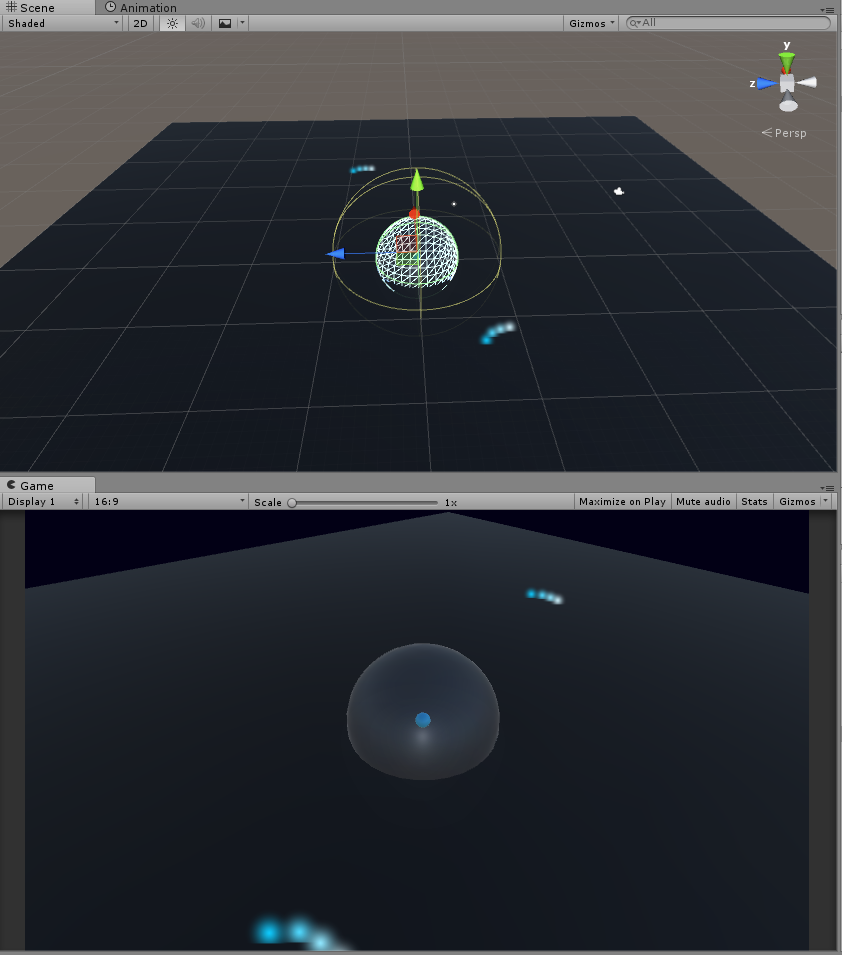 Scene Animation
Shaded 2D Gizmos All
y
z
Persp
Game
Display 1 16:9 Scale 1x Maximize on Play Mute audio Stats Gizmos